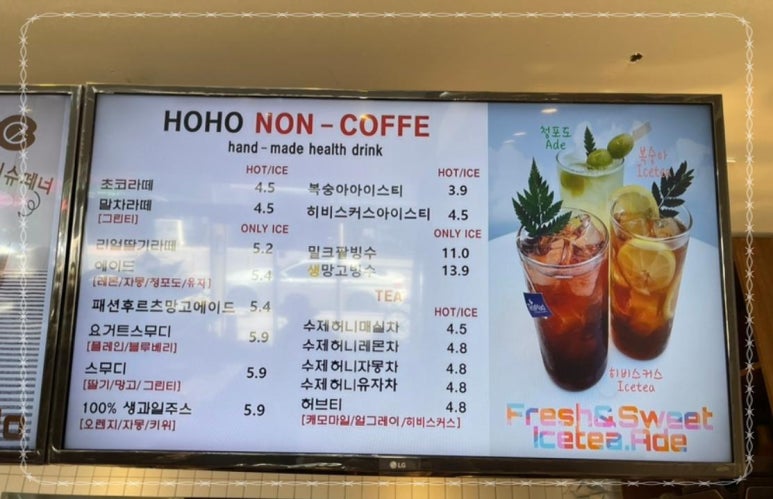 HOHO NON-COFFE
hand-made health drink
HOT/ICE
초코라떼 4.5
말차라떼 4.5
[그린티]
ONLY ICE
리얼딸기라떼 5.2
에이드 5.4
[레몬/자몽/청포도/유자]
패션후르츠망고에이드 5.4
요거트스무디 5.9
[플레인/블루베리]
스무디 5.9
[딸기/망고/그린티]
100% 생과일주스 5.9
[오렌지/자몽/키위]
HOT/ICE
복숭아아이스티 3.9
히비스커스아이스티 4.5
ONLY ICE
밀크팥빙수 11.0
생망고빙수 13.9
TEA
HOT/ICE
수제허니매실차 4.5
수제허니레몬차 4.8
수제허니자몽차 4.8
수제허니유자차 4.8
허브티 4.8
[캐모마일/얼그레이/히비스커스]
청포도
Ade
복숭아
Icetea
히비스커스
Icetea
Fresh&Sweet
Icetea.Ade
LG
슈페너